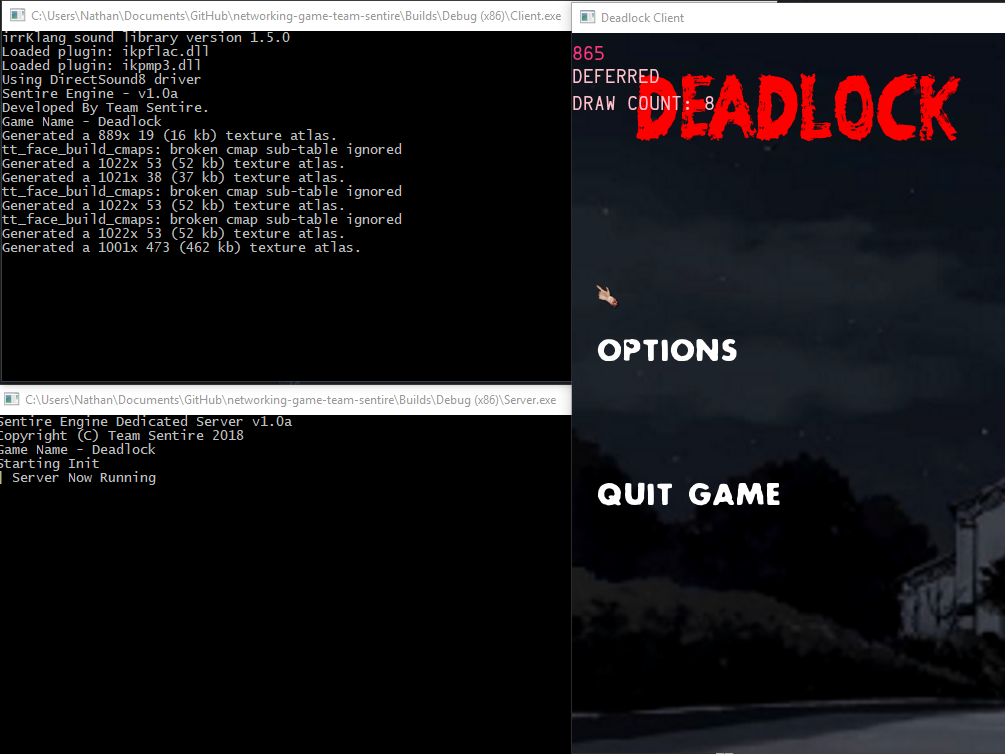 C:\Users\Nathan\Documents\GitHub\networking-game-team-sentire\Builds\Debug (x86)\Client.exe
irrKlang sound library version 1.5.0
Loaded plugin: ikpflac.dll
Loaded plugin: ikpmp3.dll
Using DirectSound8 driver
Sentire Engine - v1.0a
Developed By Team Sentire.
Game Name - Deadlock
Generated a 889x 19 (16 kb) texture atlas.
tt_face_build_cmaps: broken cmap sub-table ignored
Generated a 1022x 53 (52 kb) texture atlas.
Generated a 1021x 38 (37 kb) texture atlas.
tt_face_build_cmaps: broken cmap sub-table ignored
Generated a 1022x 53 (52 kb) texture atlas.
tt_face_build_cmaps: broken cmap sub-table ignored
Generated a 1022x 53 (52 kb) texture atlas.
Generated a 1001x 473 (462 kb) texture atlas.
C:\Users\Nathan\Documents\GitHub\networking-game-team-sentire\Builds\Debug (x86)\Server.exe
Sentire Engine Dedicated Server v1.0a
Copyright (C) Team Sentire 2018
Game Name - Deadlock
Starting Init
| Server Now Running
Deadlock Client
865
DEFERRED
DRAW COUNT: 8
DEADLOCK
OPTIONS
QUIT GAME